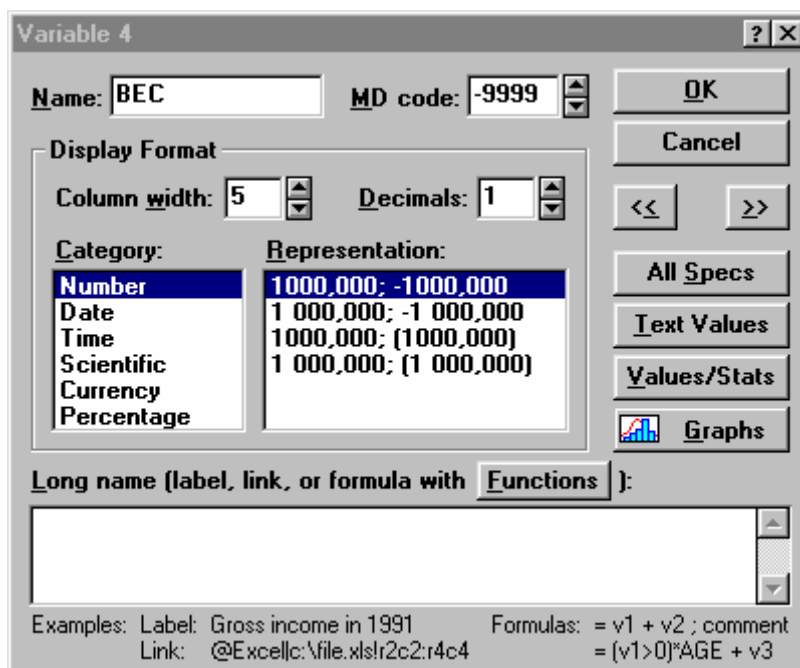 Variable 4
? X
Name: BEC
MD code: -9999
OK
Cancel
Display Format
Column width: 5
Decimals: 1
<< >>
Category:
Number
Date
Time
Scientific
Currency
Percentage
Representation:
1000,000; -1000,000
1 000,000; -1 000,000
1000,000; (1000,000)
1 000,000; (1 000,000)
All Specs
Text Values
Values/Stats
Graphs
Long name (label, link, or formula with Functions ):
Examples: Label: Gross income in 1991
Link: @Excel|c:\file.xls!r2c2:r4c4
Formulas: = v1 + v2 ; comment
= (v1>0)*AGE + v3